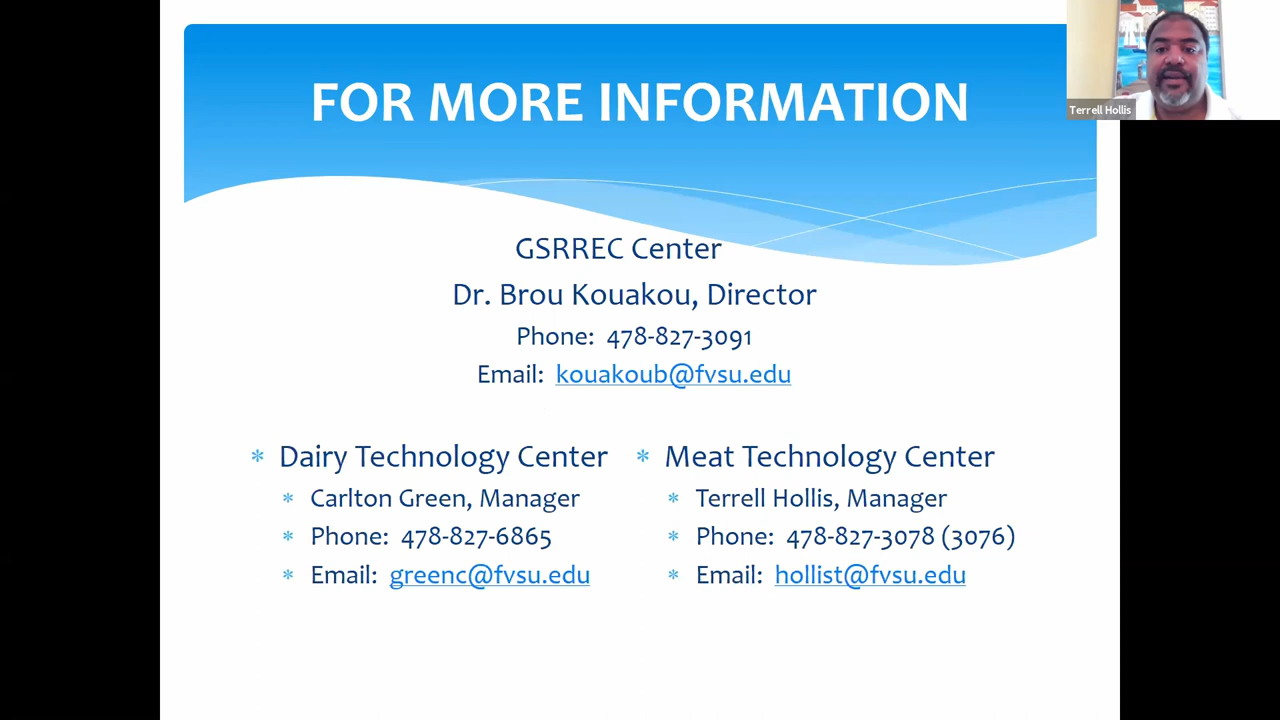 FOR MORE INFORMATION
Terrell Hollis
GSRREC Center
Dr. Brou Kouakou, Director
Phone: 478-827-3091
Email: kouakoub@fvsu.edu
* Dairy Technology Center
* Carlton Green, Manager
* Phone: 478-827-6865
* Email: greenc@fvsu.edu
* Meat Technology Center
* Terrell Hollis, Manager
* Phone: 478-827-3078 (3076)
* Email: hollist@fvsu.edu